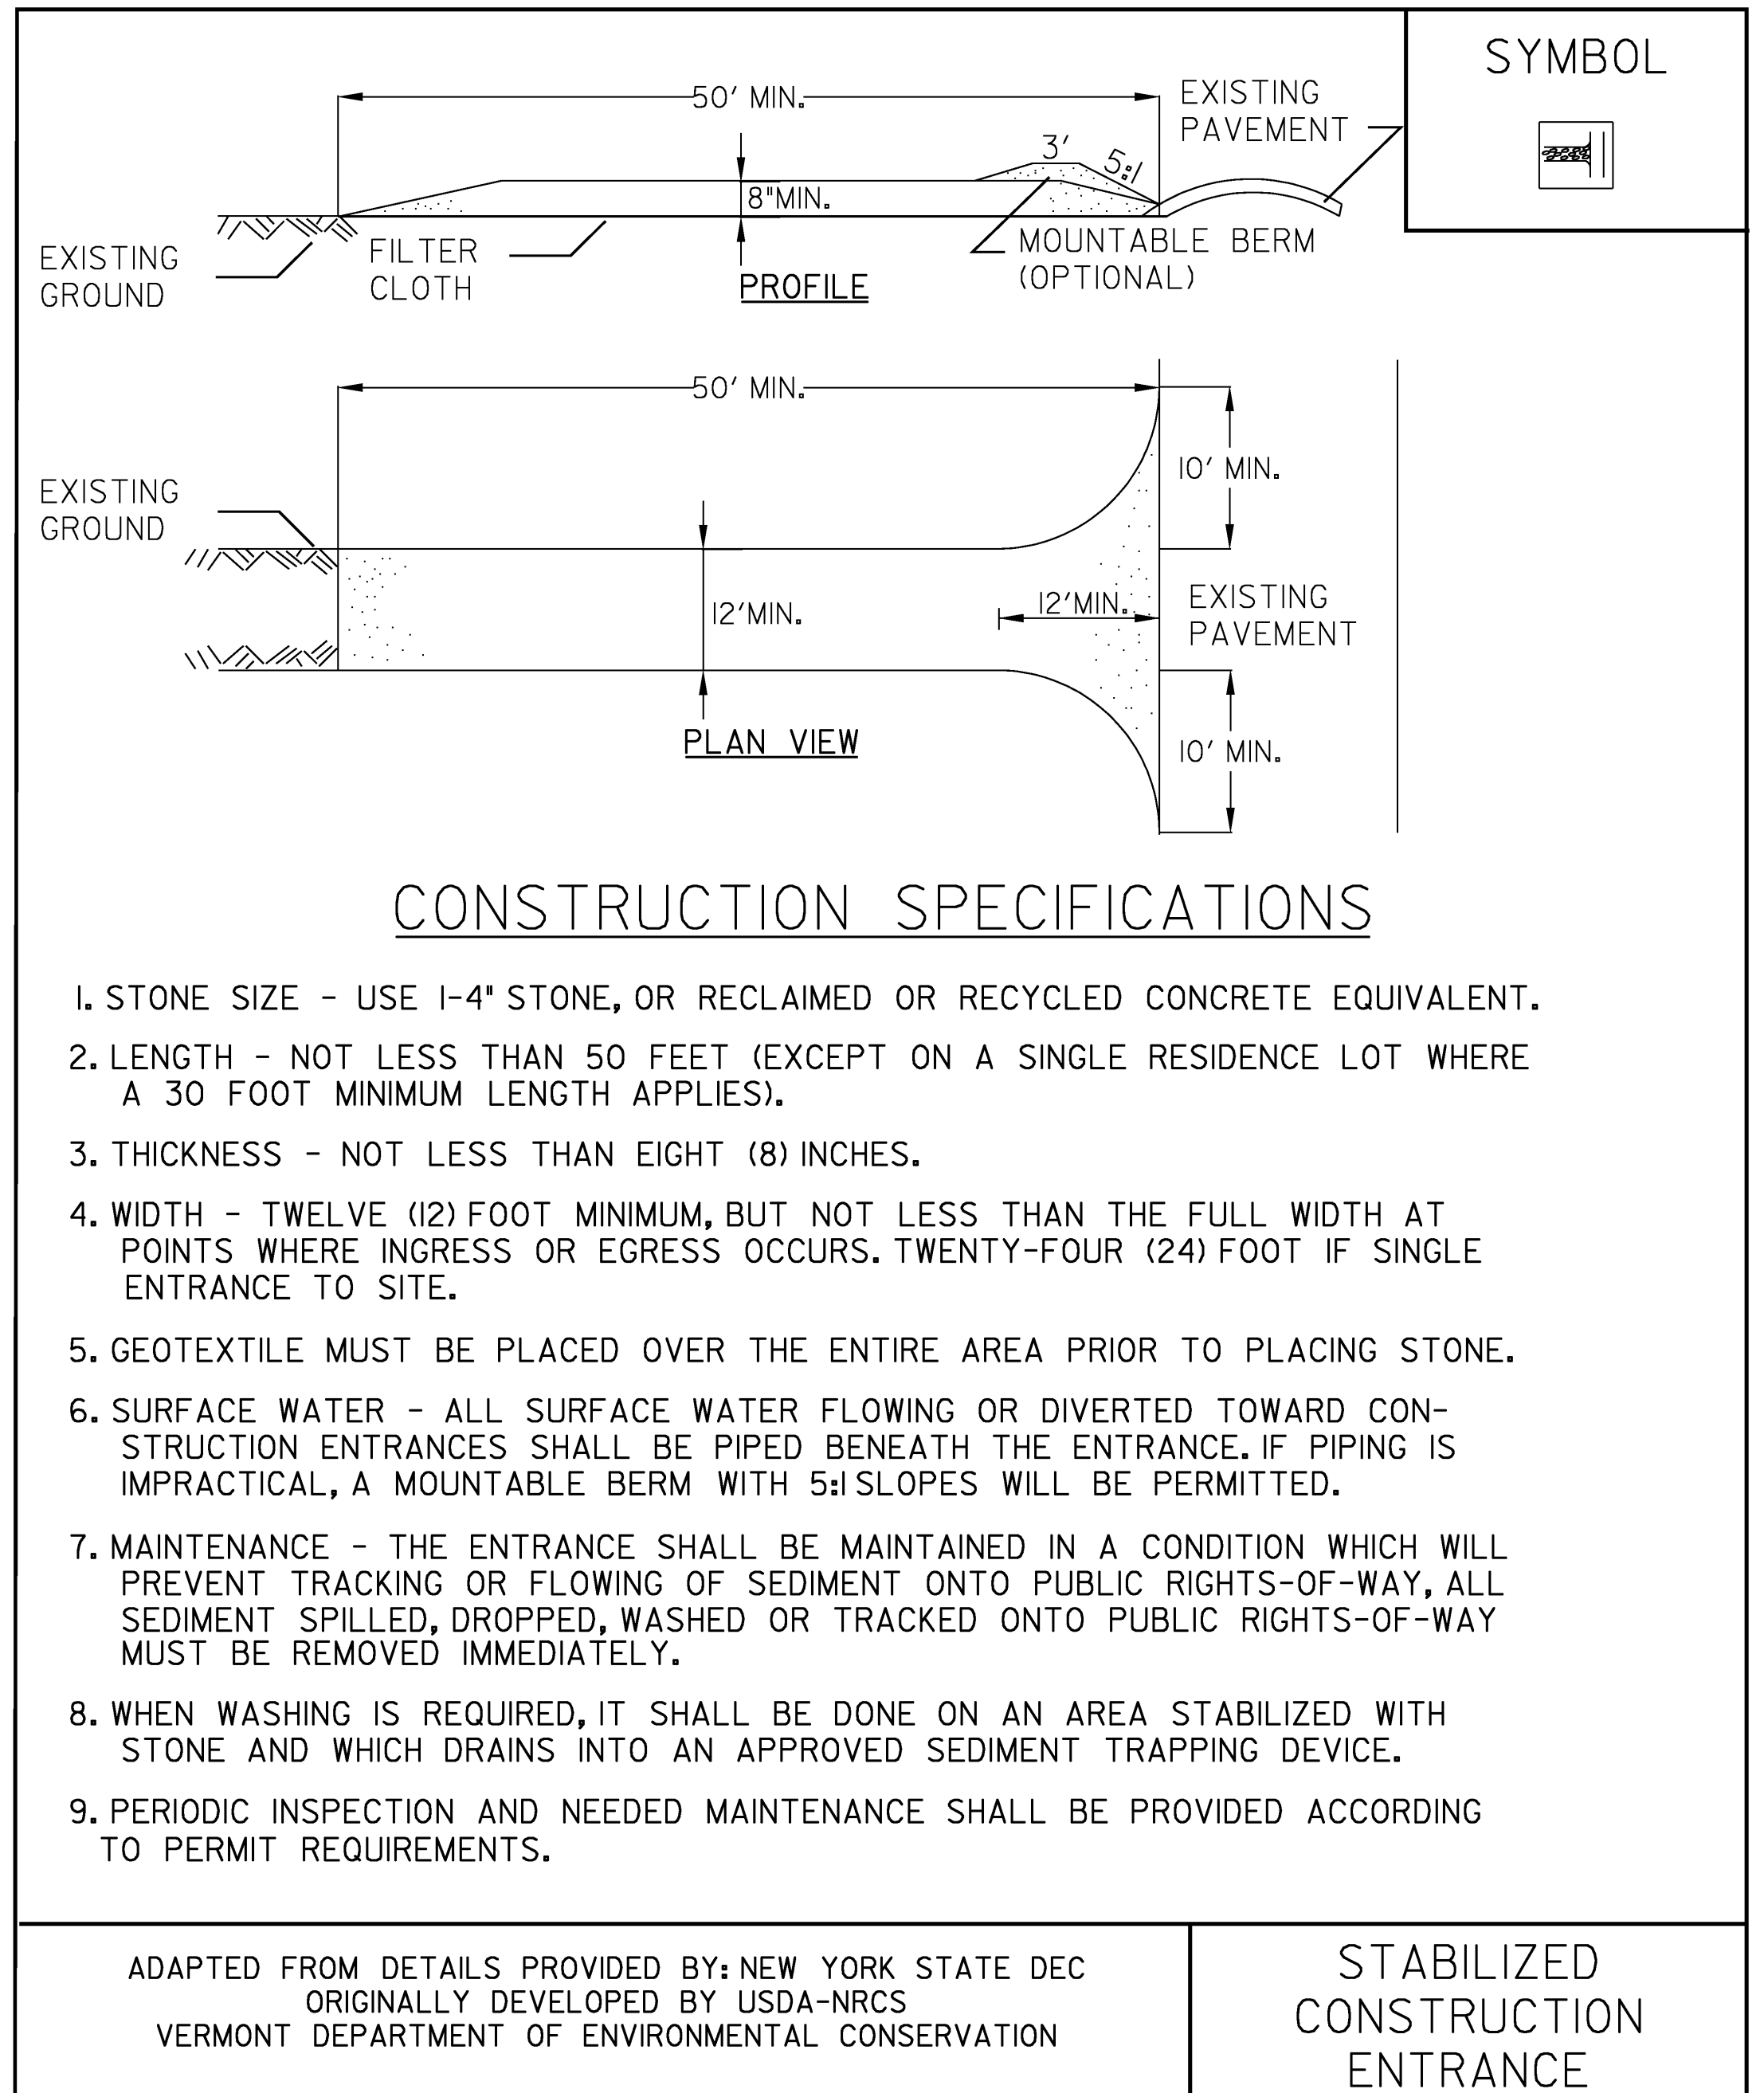 SYMBOL
50' MIN.
EXISTING
PAVEMENT
3'
5:1
8"MIN.
EXISTING
GROUND
FILTER
CLOTH
PROFILE
MOUNTABLE BERM
(OPTIONAL)
50' MIN.
10' MIN.
EXISTING
GROUND
12'MIN.
12'MIN.
EXISTING
PAVEMENT
PLAN VIEW
10' MIN.
CONSTRUCTION SPECIFICATIONS
1. STONE SIZE - USE 1-4" STONE, OR RECLAIMED OR RECYCLED CONCRETE EQUIVALENT.
2. LENGTH - NOT LESS THAN 50 FEET (EXCEPT ON A SINGLE RESIDENCE LOT WHERE
A 30 FOOT MINIMUM LENGTH APPLIES).
3. THICKNESS - NOT LESS THAN EIGHT (8) INCHES.
4. WIDTH - TWELVE (12) FOOT MINIMUM, BUT NOT LESS THAN THE FULL WIDTH AT
POINTS WHERE INGRESS OR EGRESS OCCURS. TWENTY-FOUR (24) FOOT IF SINGLE
ENTRANCE TO SITE.
5. GEOTEXTILE MUST BE PLACED OVER THE ENTIRE AREA PRIOR TO PLACING STONE.
6. SURFACE WATER - ALL SURFACE WATER FLOWING OR DIVERTED TOWARD CON-
STRUCTION ENTRANCES SHALL BE PIPED BENEATH THE ENTRANCE. IF PIPING IS
IMPRACTICAL, A MOUNTABLE BERM WITH 5:1 SLOPES WILL BE PERMITTED.
7. MAINTENANCE - THE ENTRANCE SHALL BE MAINTAINED IN A CONDITION WHICH WILL
PREVENT TRACKING OR FLOWING OF SEDIMENT ONTO PUBLIC RIGHTS-OF-WAY, ALL
SEDIMENT SPILLED, DROPPED, WASHED OR TRACKED ONTO PUBLIC RIGHTS-OF-WAY
MUST BE REMOVED IMMEDIATELY.
8. WHEN WASHING IS REQUIRED, IT SHALL BE DONE ON AN AREA STABILIZED WITH
STONE AND WHICH DRAINS INTO AN APPROVED SEDIMENT TRAPPING DEVICE.
9. PERIODIC INSPECTION AND NEEDED MAINTENANCE SHALL BE PROVIDED ACCORDING
TO PERMIT REQUIREMENTS.
ADAPTED FROM DETAILS PROVIDED BY: NEW YORK STATE DEC
ORIGINALLY DEVELOPED BY USDA-NRCS
VERMONT DEPARTMENT OF ENVIRONMENTAL CONSERVATION
STABILIZED
CONSTRUCTION
ENTRANCE